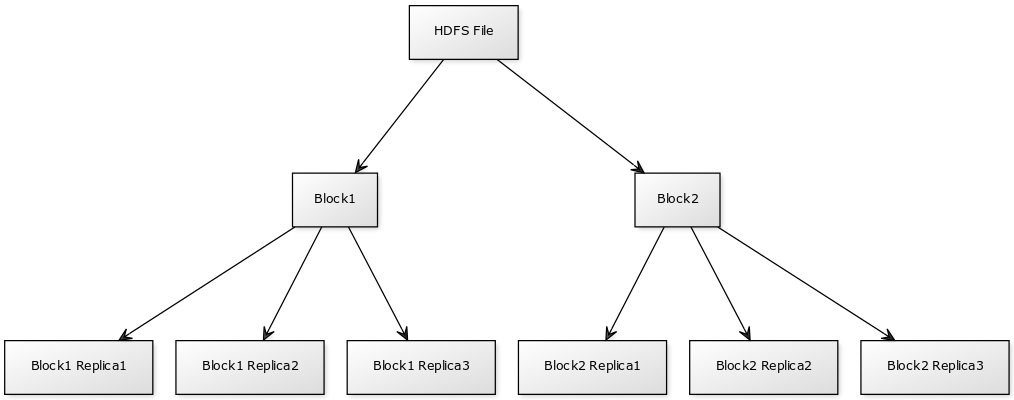 HDFS File
Block1
Block2
Block1 Replica1
Block1 Replica2
Block1 Replica3
Block2 Replica1
Block2 Replica2
Block2 Replica3